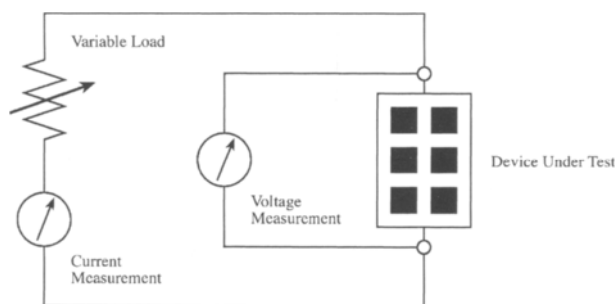 Variable Load
Device Under Test
Voltage
Measurement
Current
Measurement